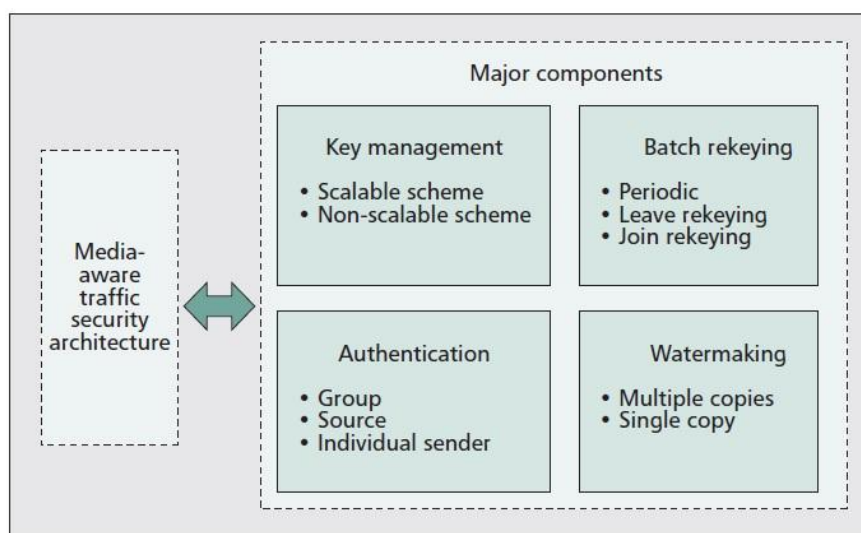 Major components
Key management
• Scalable scheme
• Non-scalable scheme
Batch rekeying
• Periodic
• Leave rekeying
• Join rekeying
Media-
aware
traffic
security
architecture
Authentication
• Group
• Source
• Individual sender
Watermaking
• Multiple copies
• Single copy